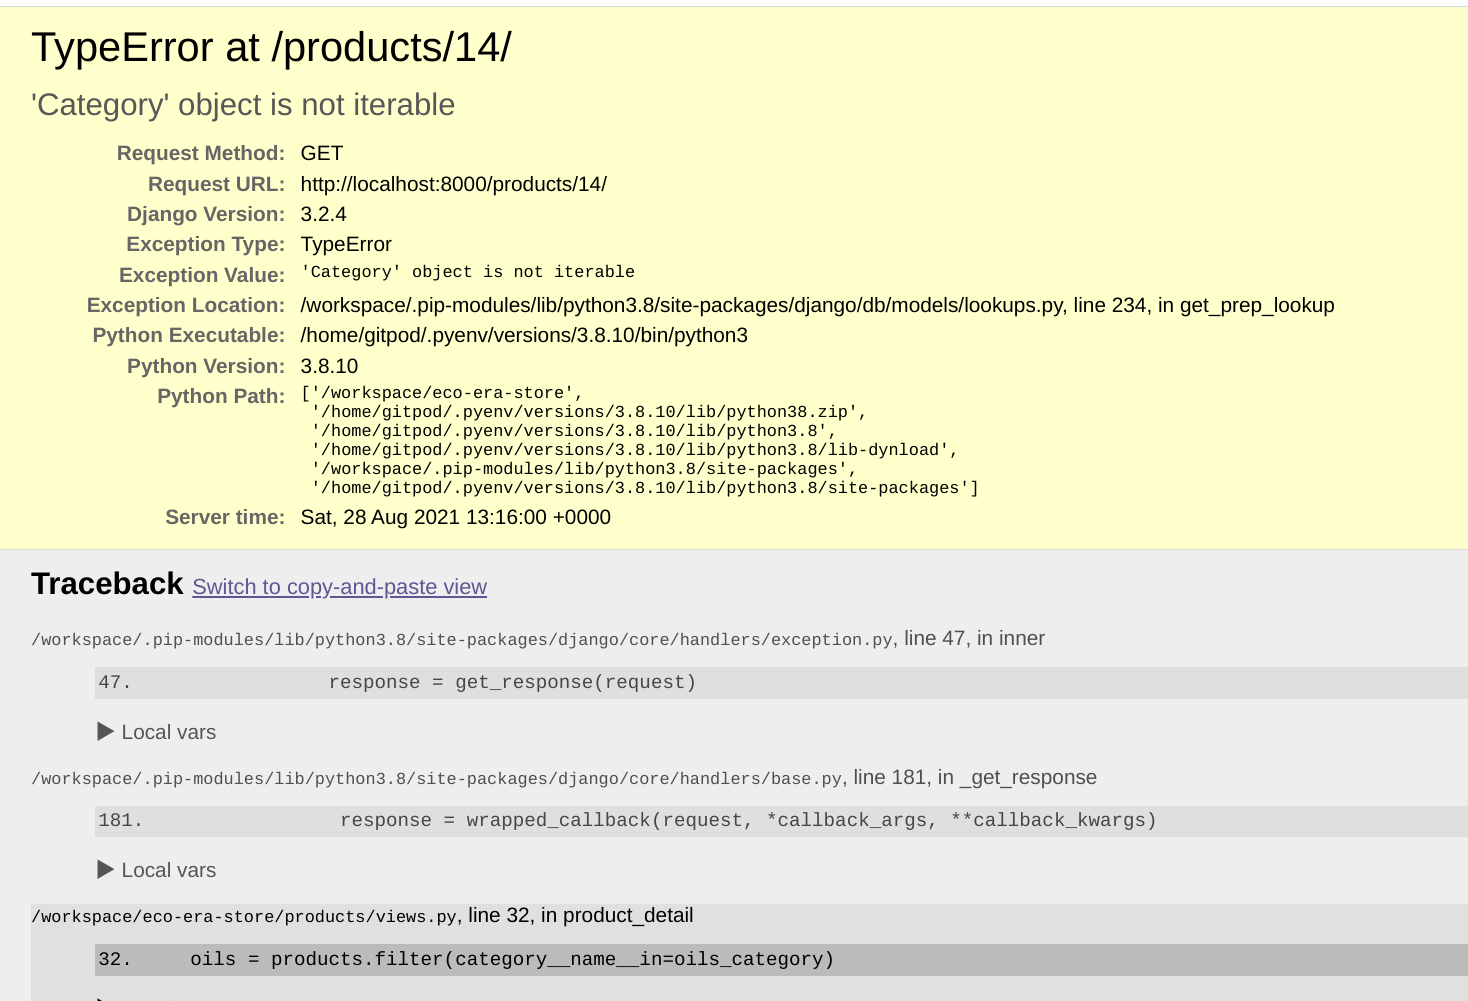 TypeError at /products/14/
'Category' object is not iterable
Request Method: GET
Request URL: http://localhost:8000/products/14/
Django Version: 3.2.4
Exception Type: TypeError
Exception Value: 'Category' object is not iterable
Exception Location: /workspace/.pip-modules/lib/python3.8/site-packages/django/db/models/lookups.py, line 234, in get_prep_lookup
Python Executable: /home/gitpod/.pyenv/versions/3.8.10/bin/python3
Python Version: 3.8.10
Python Path: ['/workspace/eco-era-store',
'/home/gitpod/.pyenv/versions/3.8.10/lib/python38.zip',
'/home/gitpod/.pyenv/versions/3.8.10/lib/python3.8',
'/home/gitpod/.pyenv/versions/3.8.10/lib/python3.8/lib-dynload',
'/workspace/.pip-modules/lib/python3.8/site-packages',
'/home/gitpod/.pyenv/versions/3.8.10/lib/python3.8/site-packages']
Server time: Sat, 28 Aug 2021 13:16:00 +0000
Traceback Switch to copy-and-paste view
/workspace/.pip-modules/lib/python3.8/site-packages/django/core/handlers/exception.py, line 47, in inner
47. response = get_response(request)
▶ Local vars
/workspace/.pip-modules/lib/python3.8/site-packages/django/core/handlers/base.py, line 181, in _get_response
181. response = wrapped_callback(request, *callback_args, **callback_kwargs)
▶ Local vars
/workspace/eco-era-store/products/views.py, line 32, in product_detail
32. oils = products.filter(category__name__in=oils_category)